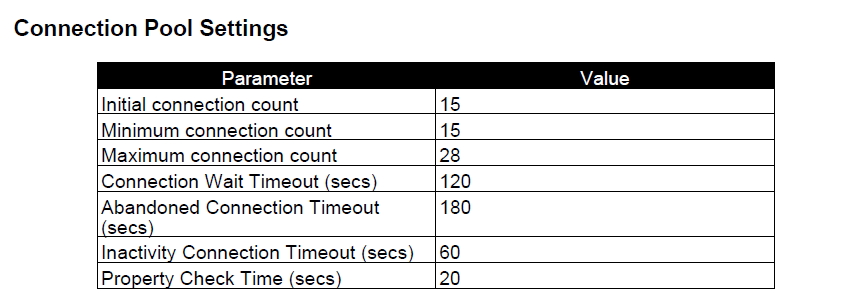 Connection Pool Settings
Parameter Value
Initial connection count 15
Minimum connection count 15
Maximum connection count 28
Connection Wait Timeout (secs) 120
Abandoned Connection Timeout 180
(secs)
Inactivity Connection Timeout (secs) 60
Property Check Time (secs) 20